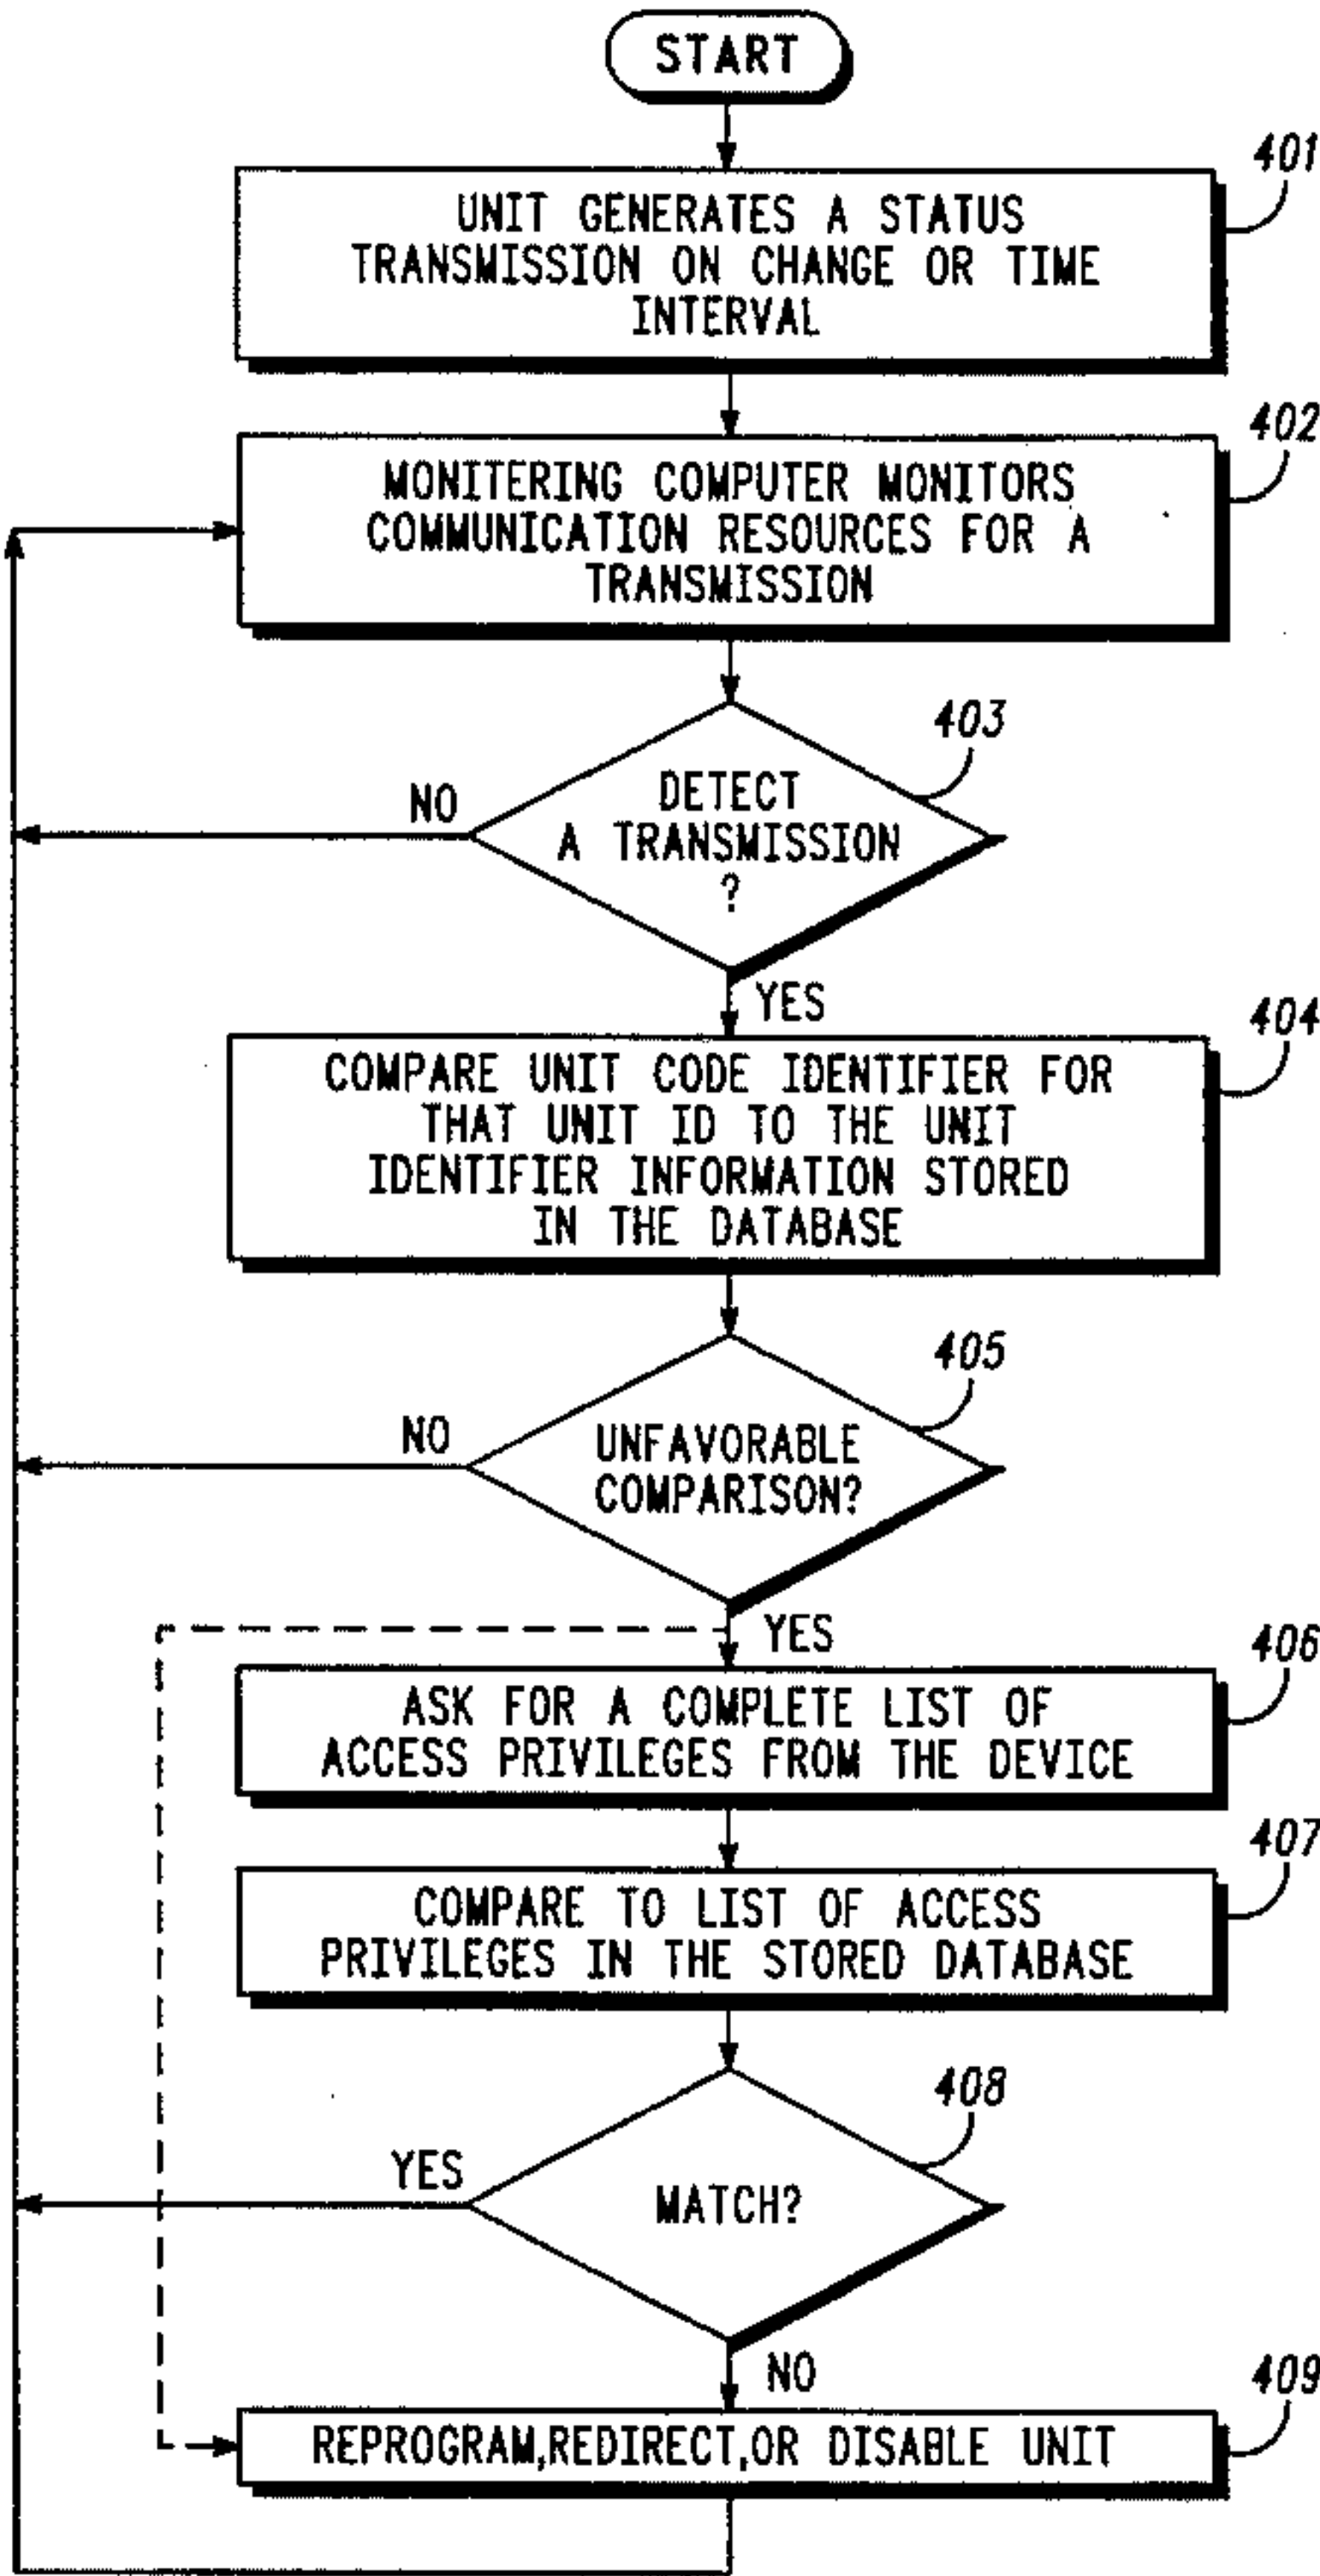 START
401
UNIT GENERATES A STATUS
TRANSMISSION ON CHANGE OR TIME
INTERVAL
402
MONITERING COMPUTER MONITORS
COMMUNICATION RESOURCES FOR A
TRANSMISSION
403
NO
DETECT
A TRANSMISSION
?
YES
404
COMPARE UNIT CODE IDENTIFIER FOR
THAT UNIT ID TO THE UNIT
IDENTIFIER INFORMATION STORED
IN THE DATABASE
405
NO
UNFAVORABLE
COMPARISON?
YES
406
ASK FOR A COMPLETE LIST OF
ACCESS PRIVILEGES FROM THE DEVICE
407
COMPARE TO LIST OF ACCESS
PRIVILEGES IN THE STORED DATABASE
408
YES
MATCH?
NO
409
REPROGRAM,REDIRECT,OR DISABLE UNIT